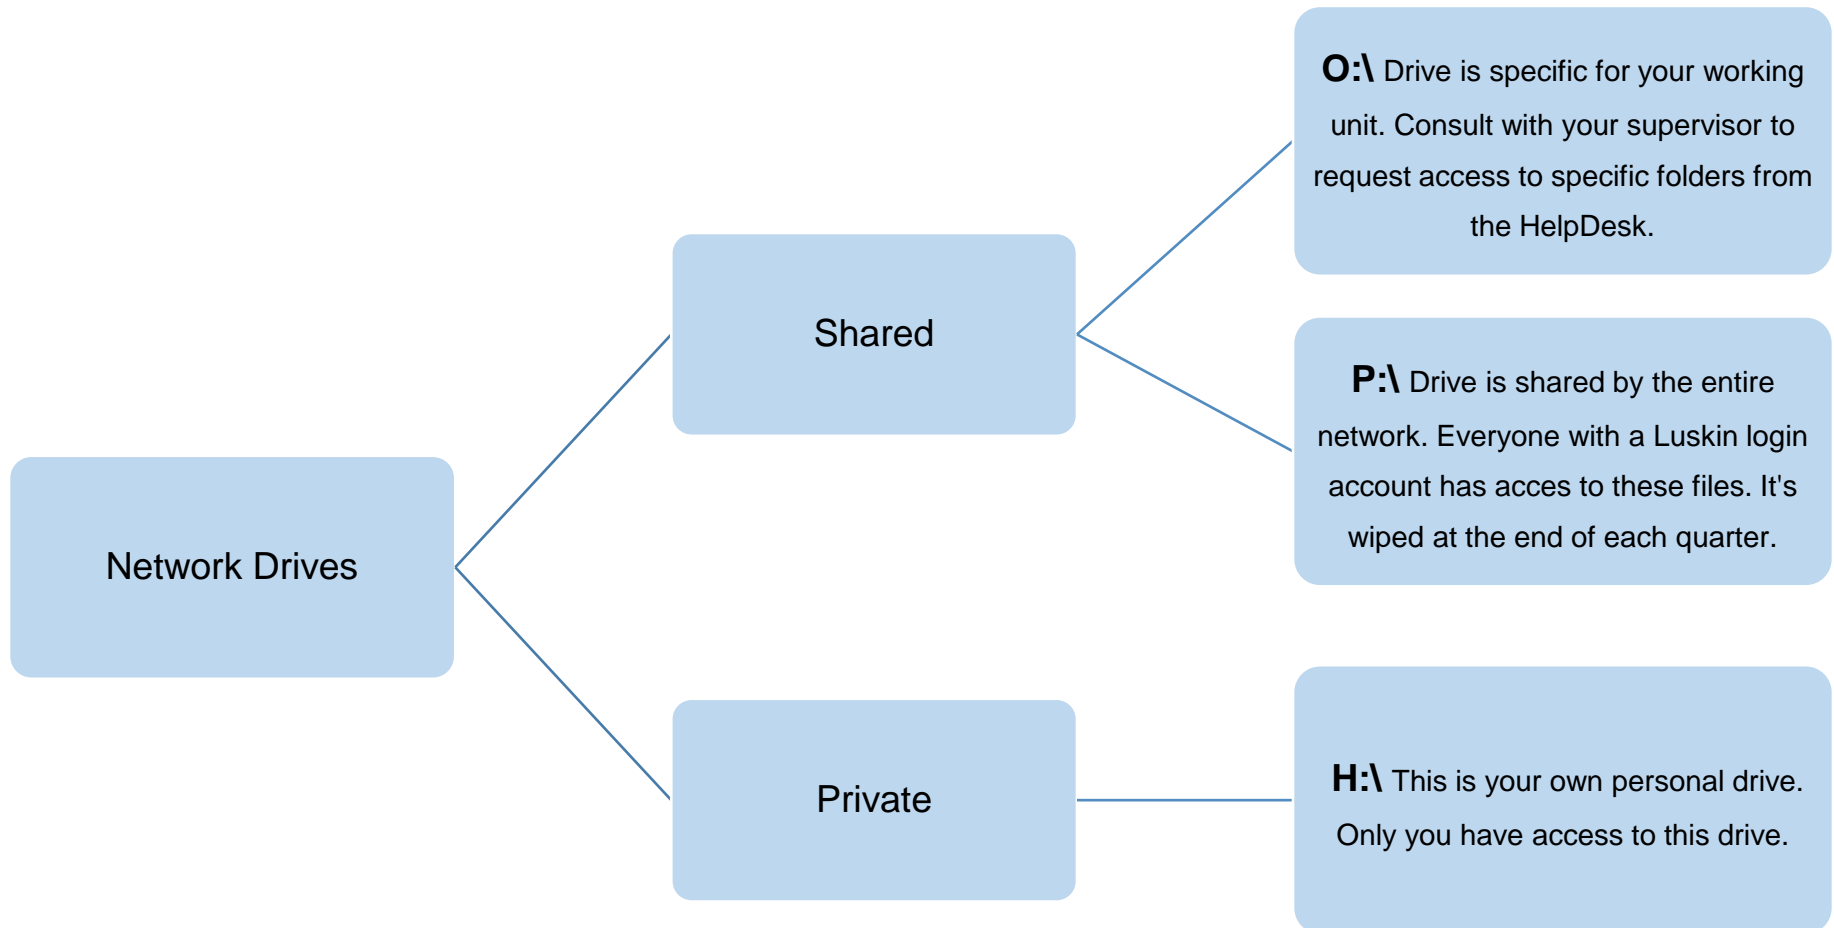 Network Drives
Shared
O:\ Drive is specific for your working
unit. Consult with your supervisor to
request access to specific folders from
the HelpDesk.
P:\ Drive is shared by the entire
network. Everyone with a Luskin login
account has acces to these files. It's
wiped at the end of each quarter.
Private
H:\ This is your own personal drive.
Only you have access to this drive.